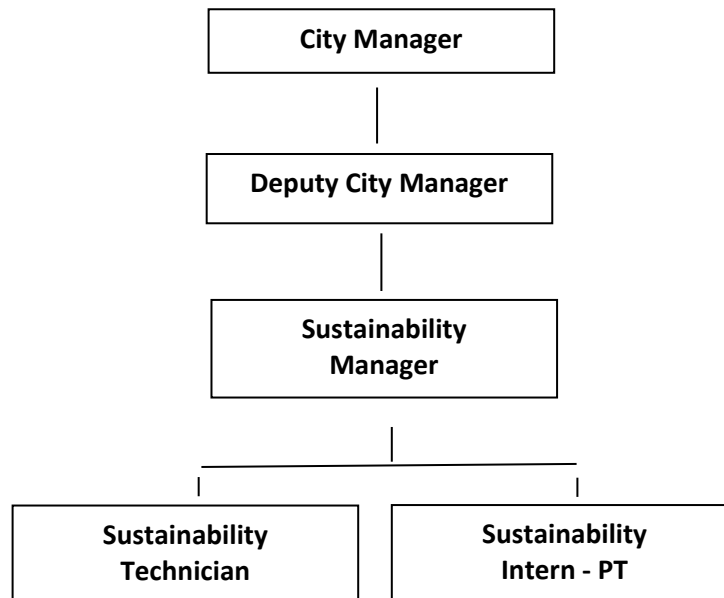 City Manager
Deputy City Manager
Sustainability
Manager
Sustainability
Technician
Sustainability
Intern - PT